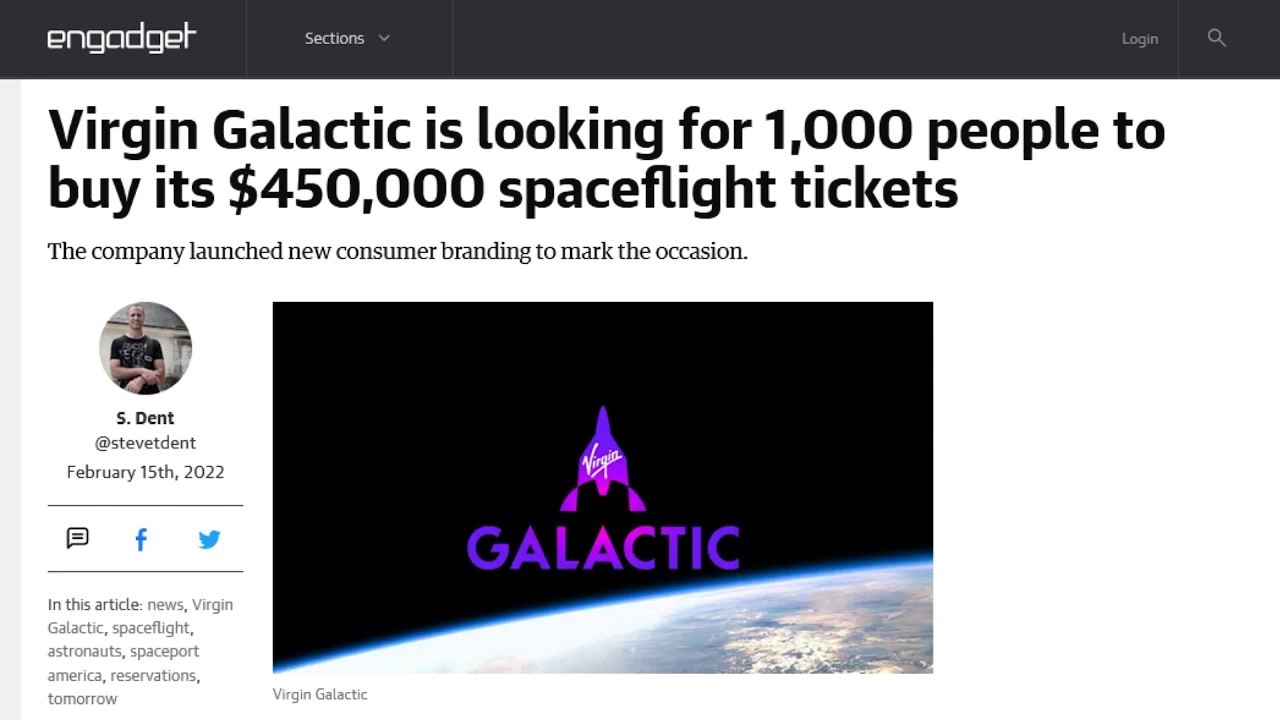 engadget
Sections
Login
Virgin Galactic is looking for 1,000 people to
buy its $450,000 spaceflight tickets
The company launched new consumer branding to mark the occasion.
S. Dent
@stevetdent
February 15th, 2022
In this article: news, Virgin
Galactic, spaceflight,
astronauts, spaceport
america, reservations,
tomorrow
Virgin
GALACTIC
Virgin Galactic